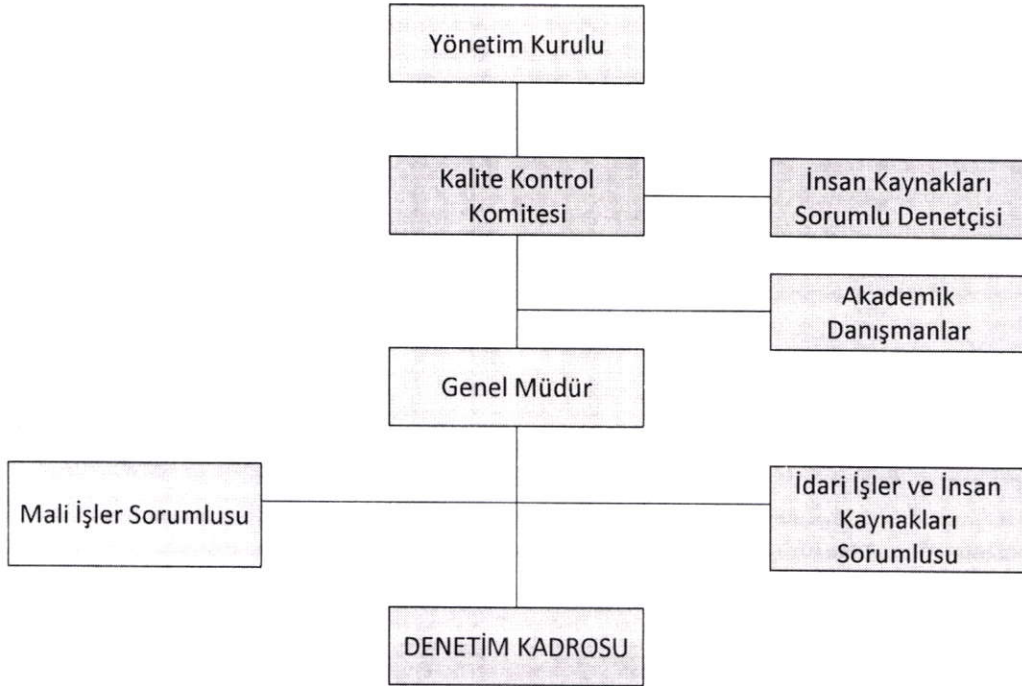 Yönetim Kurulu
Kalite Kontrol
Komitesi
İnsan Kaynakları
Sorumlu Denetçisi
Akademik
Danışmanlar
Genel Müdür
Mali İşler Sorumlusu
İdari İşler ve İnsan
Kaynakları
Sorumlusu
DENETİM KADROSU